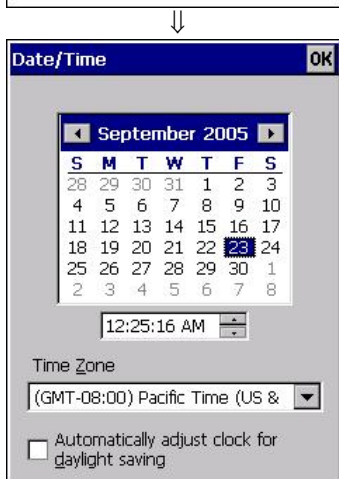 ⇓
Date/Time OK
September 2005
S M T W T F S
28 29 30 31 1 2 3
4 5 6 7 8 9 10
11 12 13 14 15 16 17
18 19 20 21 22 23 24
25 26 27 28 29 30 1
2 3 4 5 6 7 8
12:25:16 AM
Time Zone
(GMT-08:00) Pacific Time (US &
Automatically adjust clock for
daylight saving